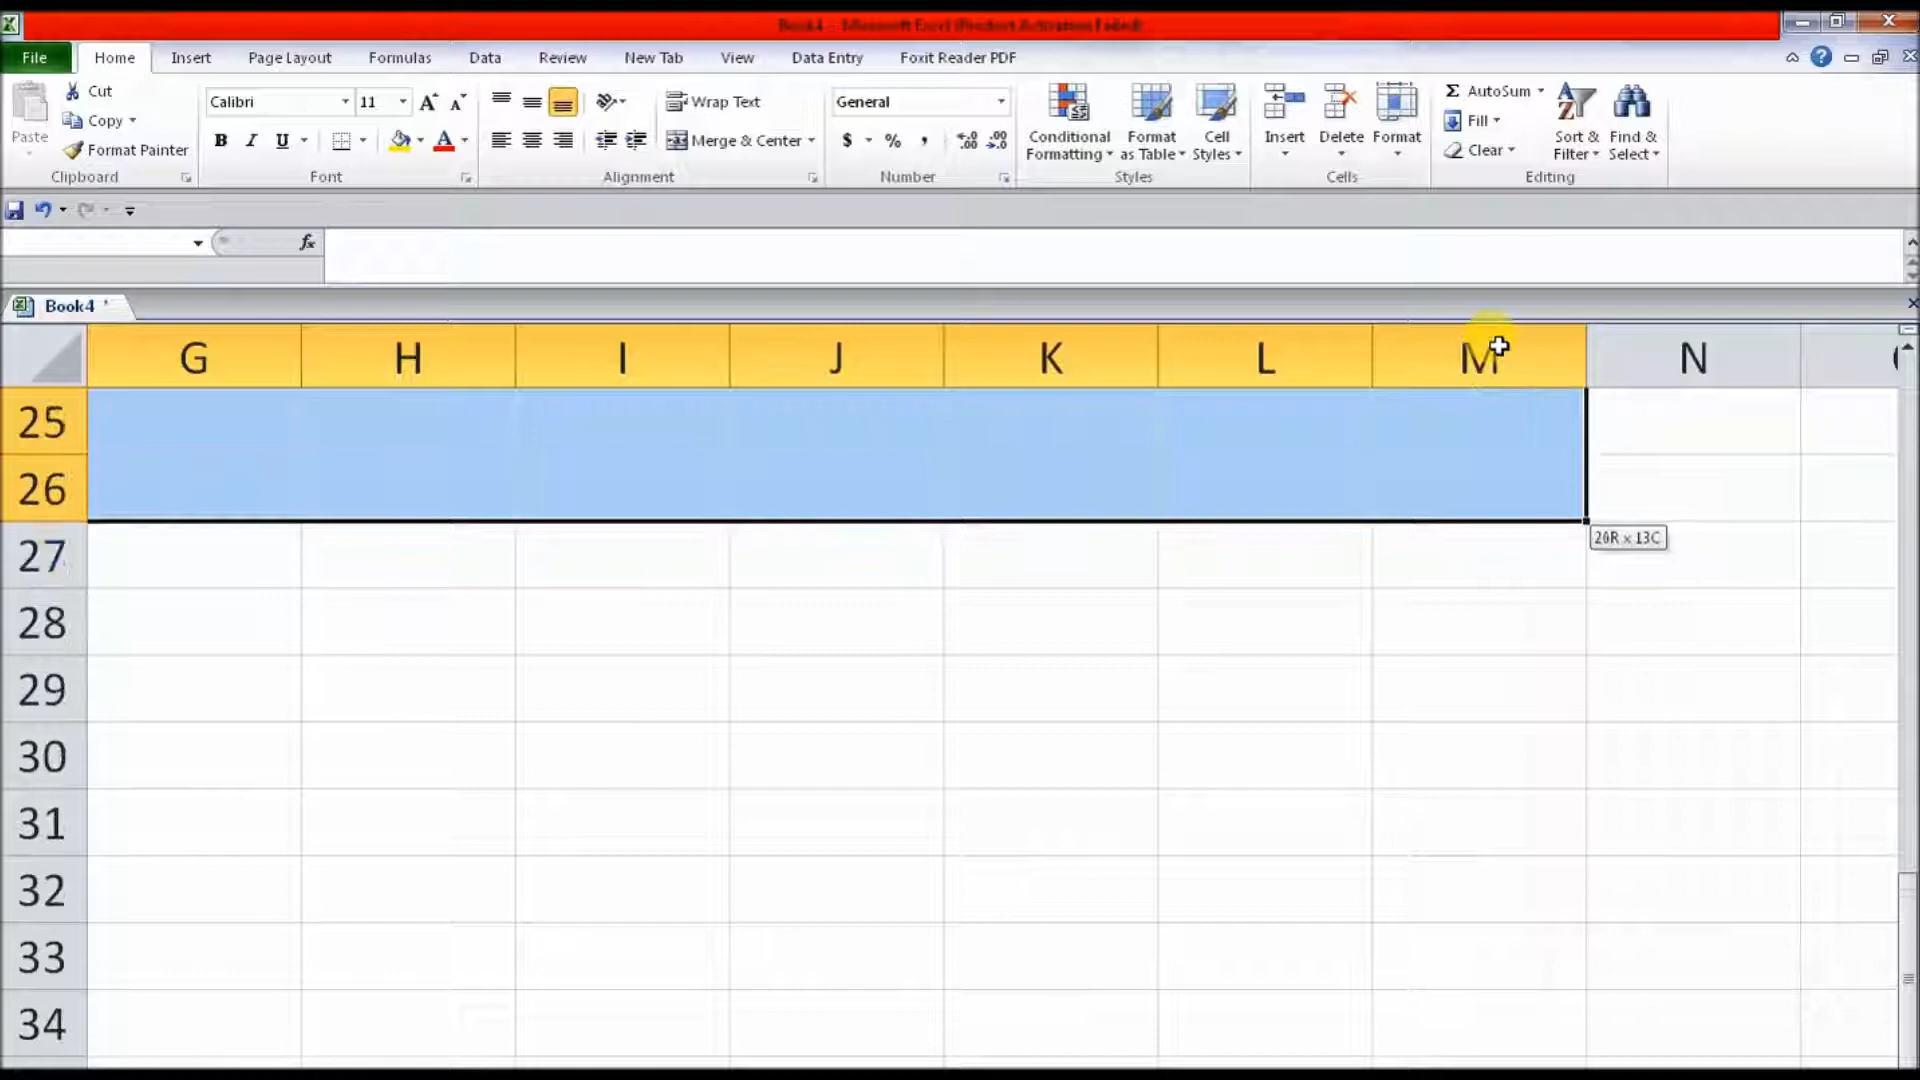 Book4 - Microsoft Excel (Product Activation Failed)
File Home Insert Page Layout Formulas Data Review New Tab View Data Entry Foxit Reader PDF
Paste
Cut
Copy
Format Painter
Clipboard
Calibri 11
B I U
Font
Wrap Text
Merge & Center
Alignment
General
$ % ,
Number
Conditional Formatting
Format as Table
Cell Styles
Styles
Insert
Delete
Format
Cells
Σ AutoSum
Fill
Clear
Sort & Filter
Find & Select
Editing
fx
Book4 *
G H I J K L M N
25
26
20R x 13C
27
28
29
30
31
32
33
34